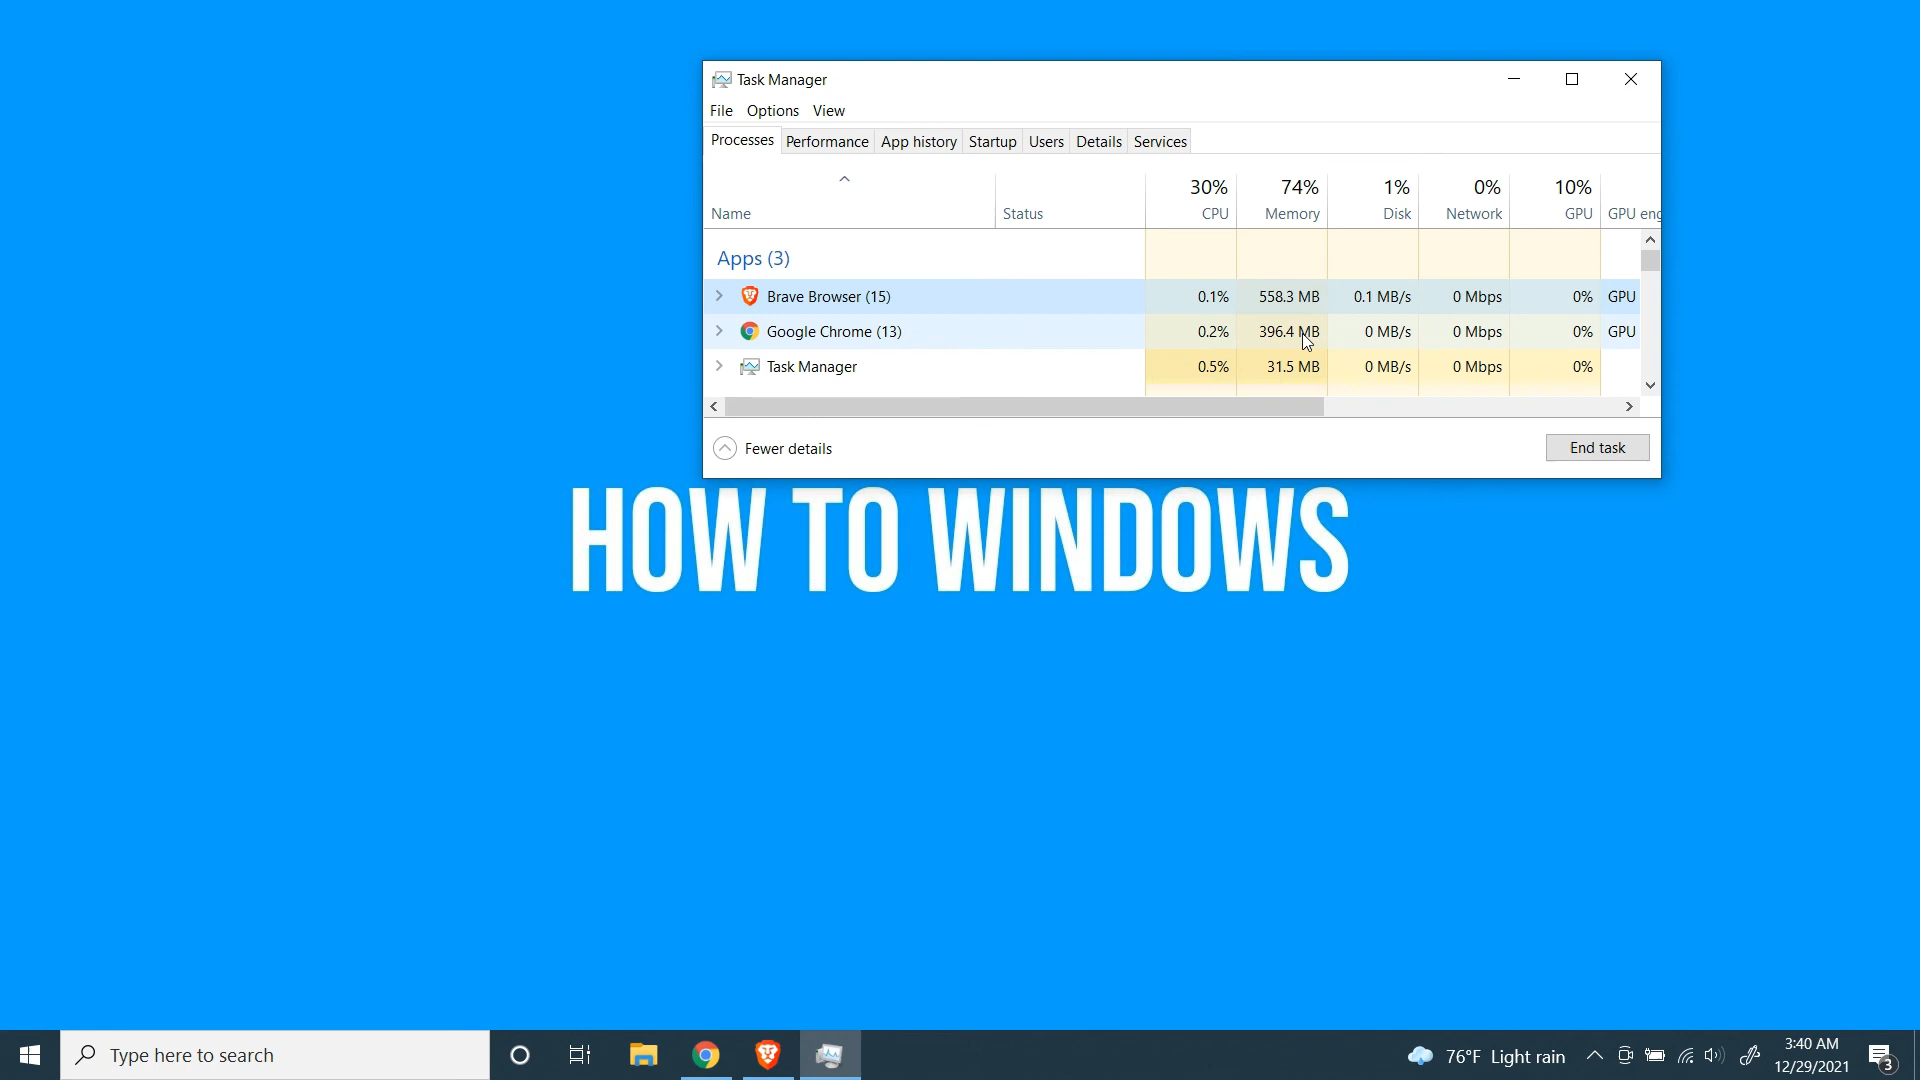 Task Manager
File Options View
Processes Performance App history Startup Users Details Services
30% 74% 1% 0% 10%
Name Status CPU Memory Disk Network GPU GPU eng
Apps (3)
Brave Browser (15) 0.1% 558.3 MB 0.1 MB/s 0 Mbps 0% GPU
Google Chrome (13) 0.2% 396.4 MB 0 MB/s 0 Mbps 0% GPU
Task Manager 0.5% 31.5 MB 0 MB/s 0 Mbps 0%
Fewer details End task
HOW TO WINDOWS
Type here to search
76°F Light rain
3:40 AM
12/29/2021
3